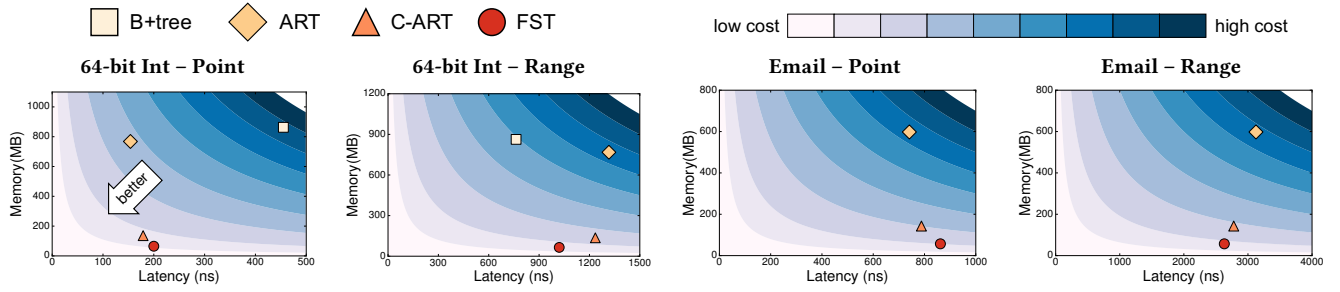 B+tree ART C-ART FST low cost high cost
64-bit Int – Point 64-bit Int – Range Email – Point Email – Range
Memory(MB)
0
200
400
600
800
1000
better
0 100 200 300 400 500
Latency (ns)
Memory(MB)
0
300
600
900
1200
0 300 600 900 1200 1500
Latency (ns)
Memory(MB)
0
200
400
600
800
0 200 400 600 800 1000
Latency (ns)
Memory(MB)
0
200
400
600
800
0 1000 2000 3000 4000
Latency (ns)